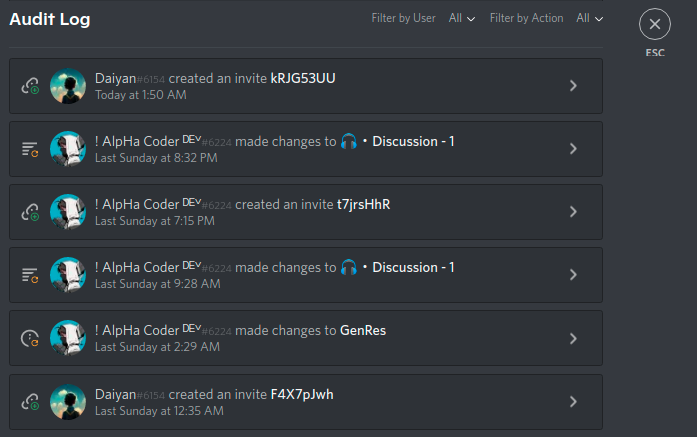 Audit Log Filter by User All Filter by Action All
ESC
Daiyan#6154 created an invite kRJG53UU
Today at 1:50 AM
! AlpHa Coder ᴰᴱⱽ#6224 made changes to 🎧 • Discussion - 1
Last Sunday at 8:32 PM
! AlpHa Coder ᴰᴱⱽ#6224 created an invite t7jrsHhR
Last Sunday at 7:15 PM
! AlpHa Coder ᴰᴱⱽ#6224 made changes to 🎧 • Discussion - 1
Last Sunday at 9:28 AM
! AlpHa Coder ᴰᴱⱽ#6224 made changes to GenRes
Last Sunday at 2:29 AM
Daiyan#6154 created an invite F4X7pJwh
Last Sunday at 12:35 AM